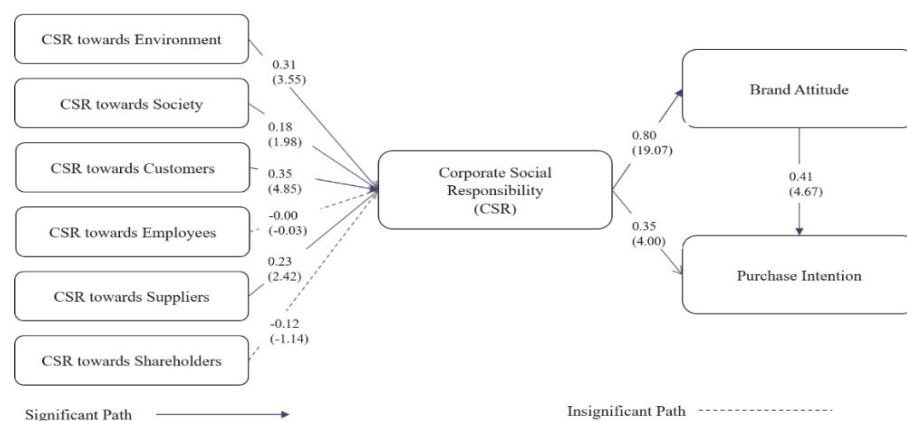 CSR towards Environment
0.31
(3.55)
CSR towards Society
0.18
(1.98)
CSR towards Customers
0.35
(4.85)
CSR towards Employees
-0.00
(-0.03)
CSR towards Suppliers
0.23
(2.42)
CSR towards Shareholders
-0.12
(-1.14)
Corporate Social
Responsibility
(CSR)
0.80
(19.07)
0.35
(4.00)
Brand Attitude
0.41
(4.67)
Purchase Intention
Significant Path
Insignificant Path